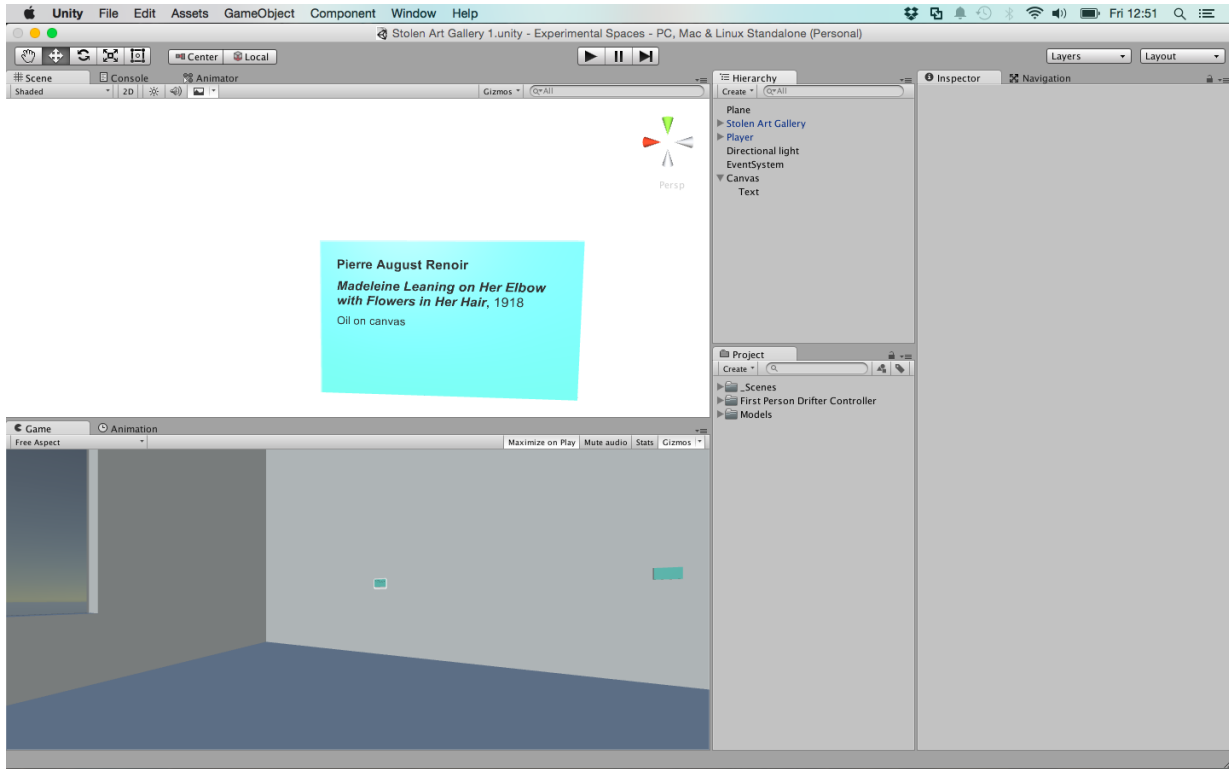 Unity File Edit Assets GameObject Component Window Help Fri 12:51
Stolen Art Gallery 1.unity - Experimental Spaces - PC, Mac & Linux Standalone (Personal)
Center Local Layers Layout
Scene Console Animator
Shaded 2D Gizmos All
Persp
Pierre August Renoir
Madeleine Leaning on Her Elbow
with Flowers in Her Hair, 1918
Oil on canvas
Game Animation
Free Aspect Maximize on Play Mute audio Stats Gizmos
Hierarchy
Create All
Plane
Stolen Art Gallery
Player
Directional light
EventSystem
Canvas
Text
Project
Create
_Scenes
First Person Drifter Controller
Models
Inspector Navigation